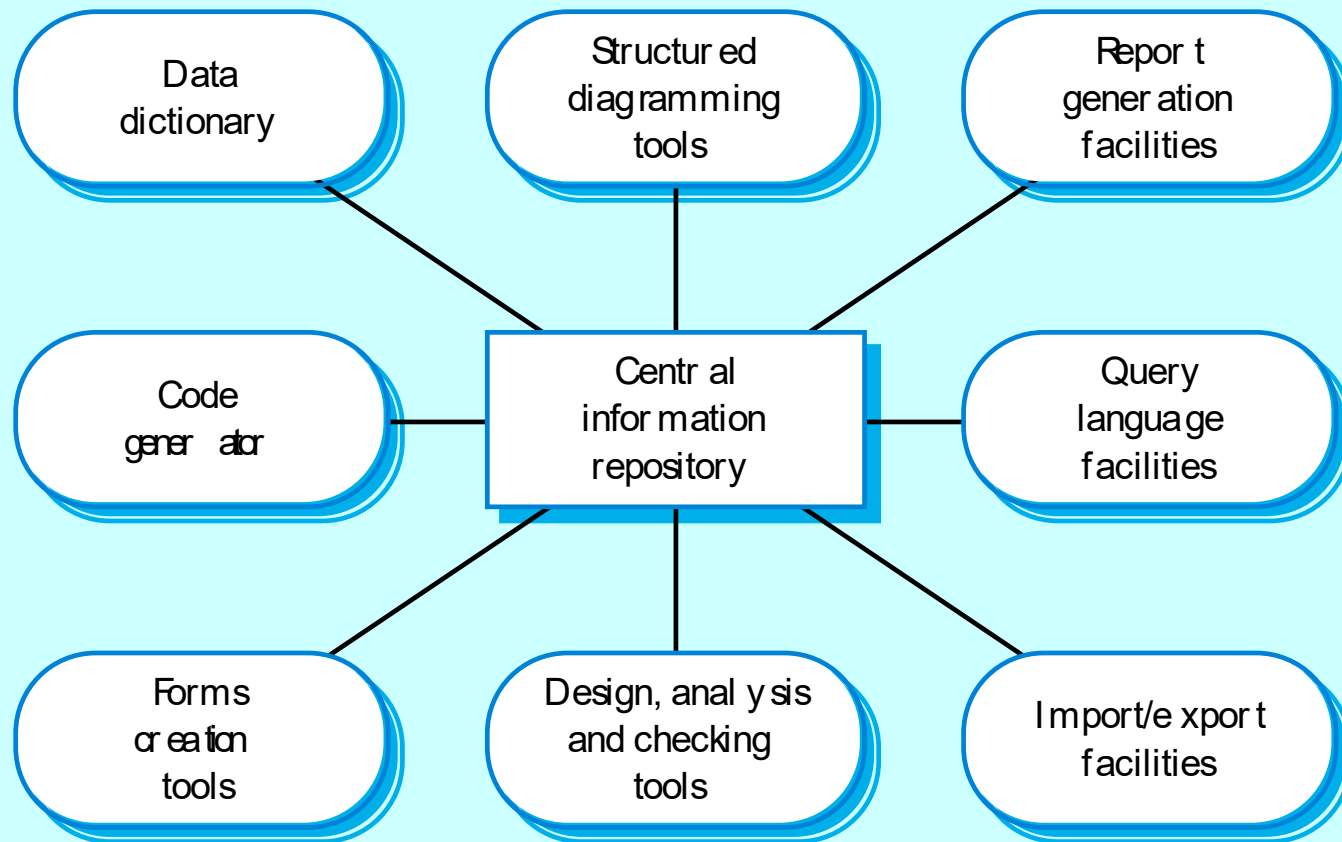 Data
dictionary
Structured
diagramming
tools
Report
generation
facilities
Code
generator
Central
information
repository
Query
language
facilities
Forms
creation
tools
Design, analysis
and checking
tools
Import/export
facilities